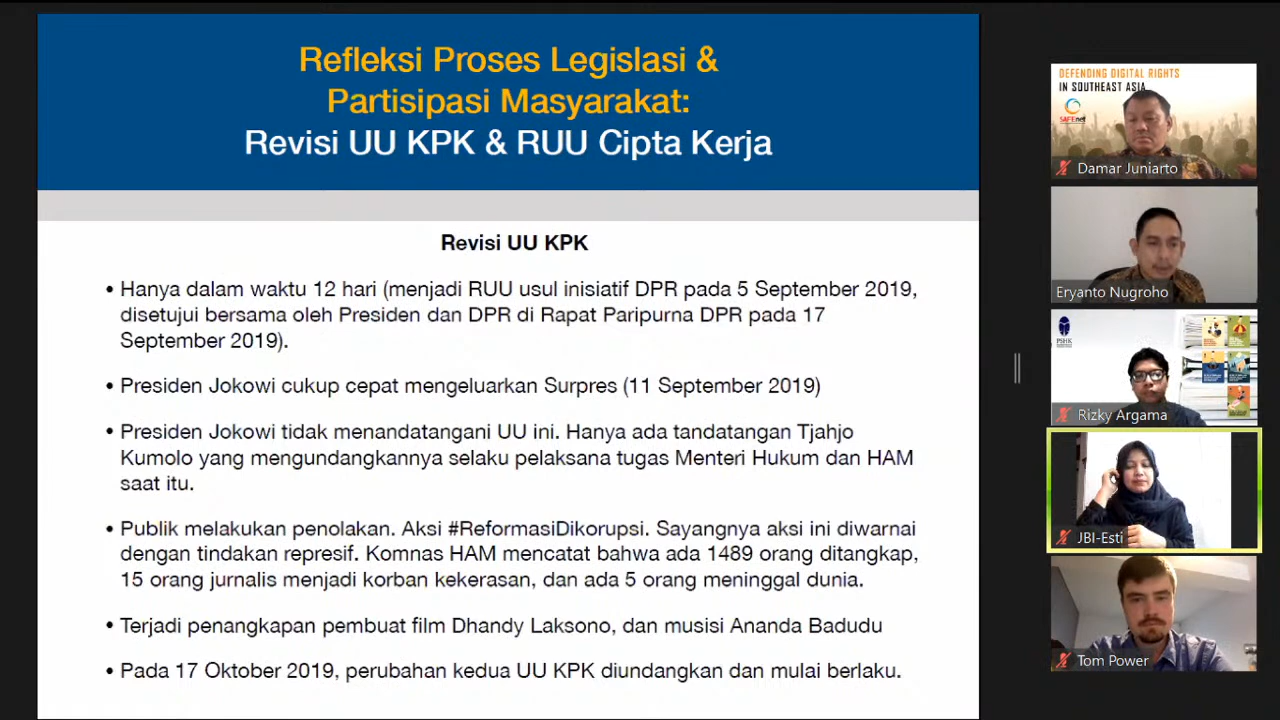 Refleksi Proses Legislasi &
Partisipasi Masyarakat:
Revisi UU KPK & RUU Cipta Kerja
Revisi UU KPK
• Hanya dalam waktu 12 hari (menjadi RUU usul inisiatif DPR pada 5 September 2019,
disetujui bersama oleh Presiden dan DPR di Rapat Paripurna DPR pada 17
September 2019).
• Presiden Jokowi cukup cepat mengeluarkan Surpres (11 September 2019)
• Presiden Jokowi tidak menandatangani UU ini. Hanya ada tandatangan Tjahjo
Kumolo yang mengundangkannya selaku pelaksana tugas Menteri Hukum dan HAM
saat itu.
• Publik melakukan penolakan. Aksi #ReformasiDikorupsi. Sayangnya aksi ini diwarnai
dengan tindakan represif. Komnas HAM mencatat bahwa ada 1489 orang ditangkap,
15 orang jurnalis menjadi korban kekerasan, dan ada 5 orang meninggal dunia.
• Terjadi penangkapan pembuat film Dhandy Laksono, dan musisi Ananda Badudu
• Pada 17 Oktober 2019, perubahan kedua UU KPK diundangkan dan mulai berlaku.
DEFENDING DIGITAL RIGHTS
IN SOUTHEAST ASIA
SAFEnet
Damar Juniarto
Eryanto Nugroho
PSHK
Rizky Argama
JBI-Esti
Tom Power